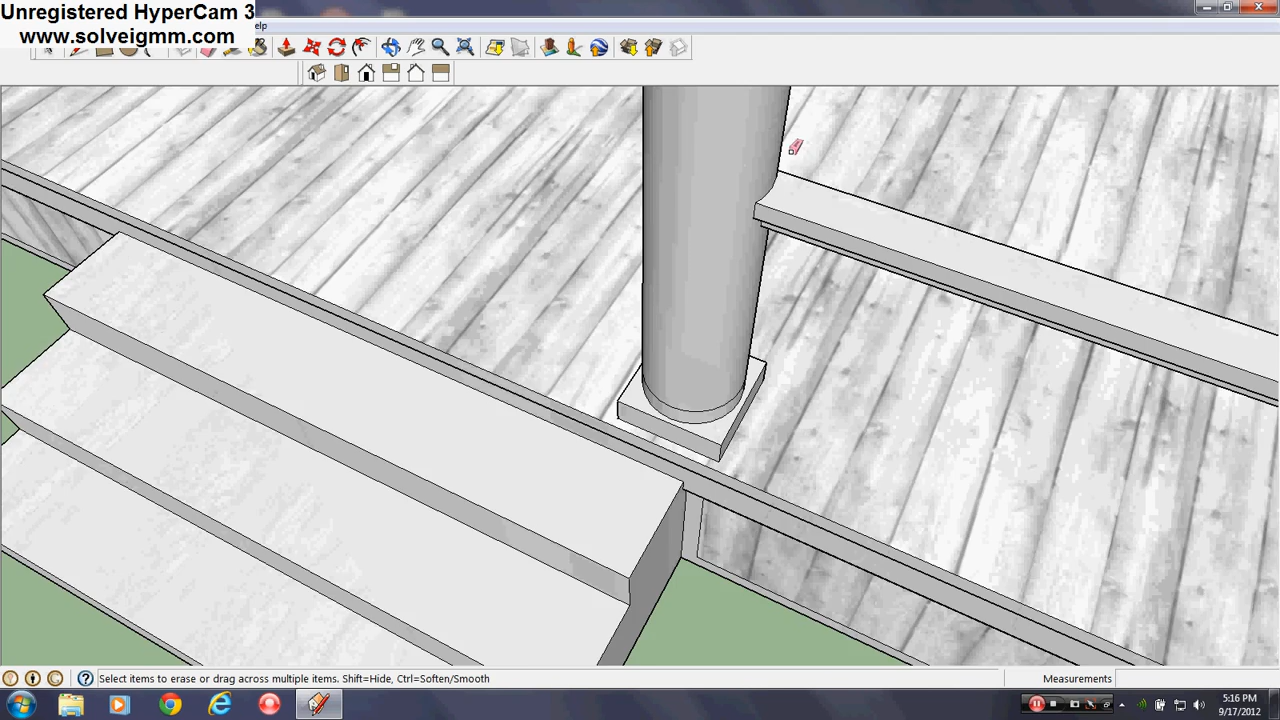 Unregistered HyperCam 3
www.solveigmm.com
elp
Select items to erase or drag across multiple items. Shift=Hide, Ctrl=Soften/Smooth
Measurements
5:16 PM
9/17/2012